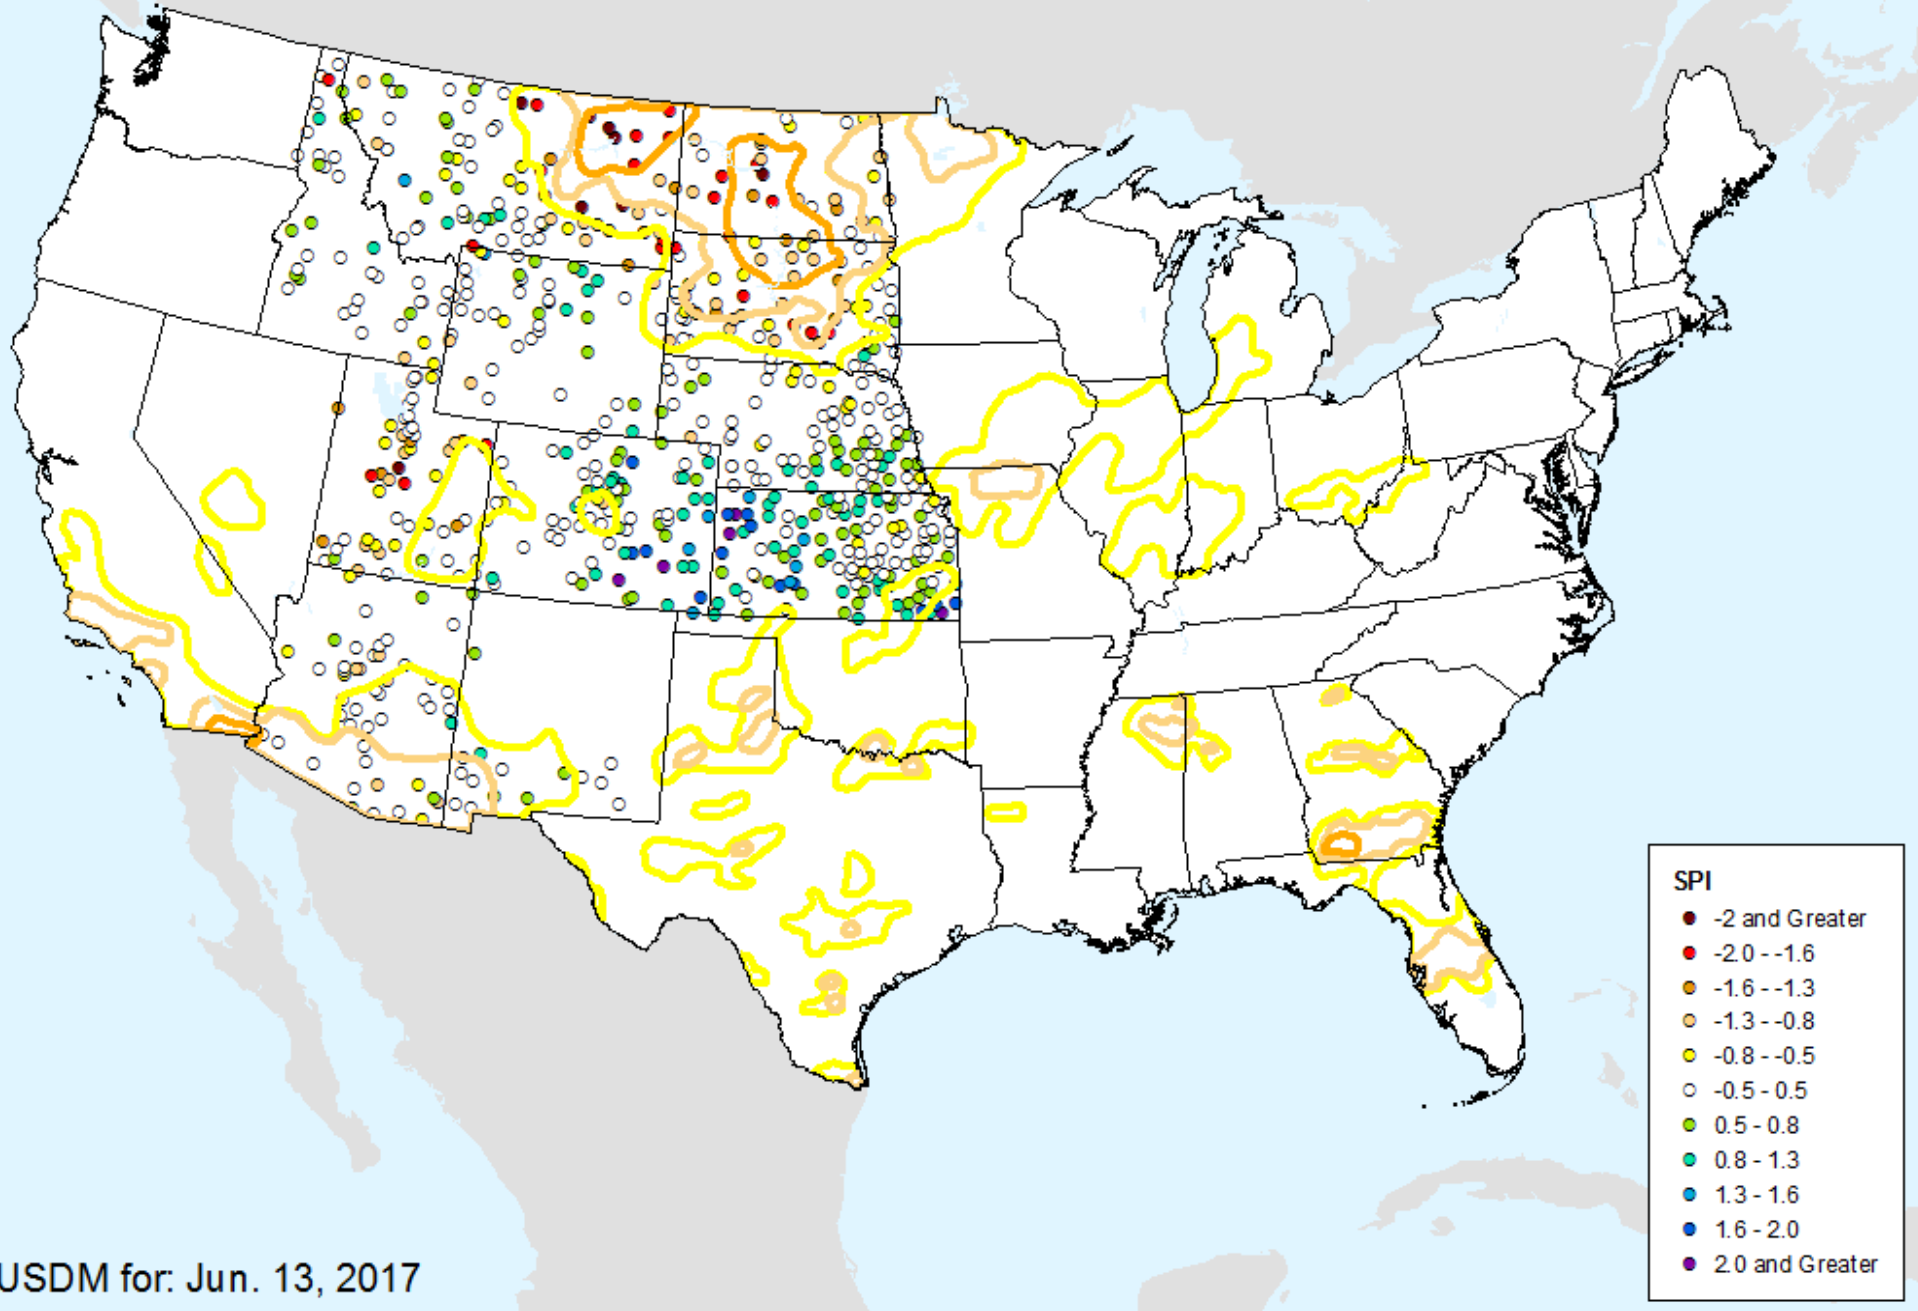 SPI
-2 and Greater
-2.0 - -1.6
-1.6 - -1.3
-1.3 - -0.8
-0.8 - -0.5
-0.5 - 0.5
0.5 - 0.8
0.8 - 1.3
1.3 - 1.6
1.6 - 2.0
2.0 and Greater
USDM for: Jun. 13, 2017